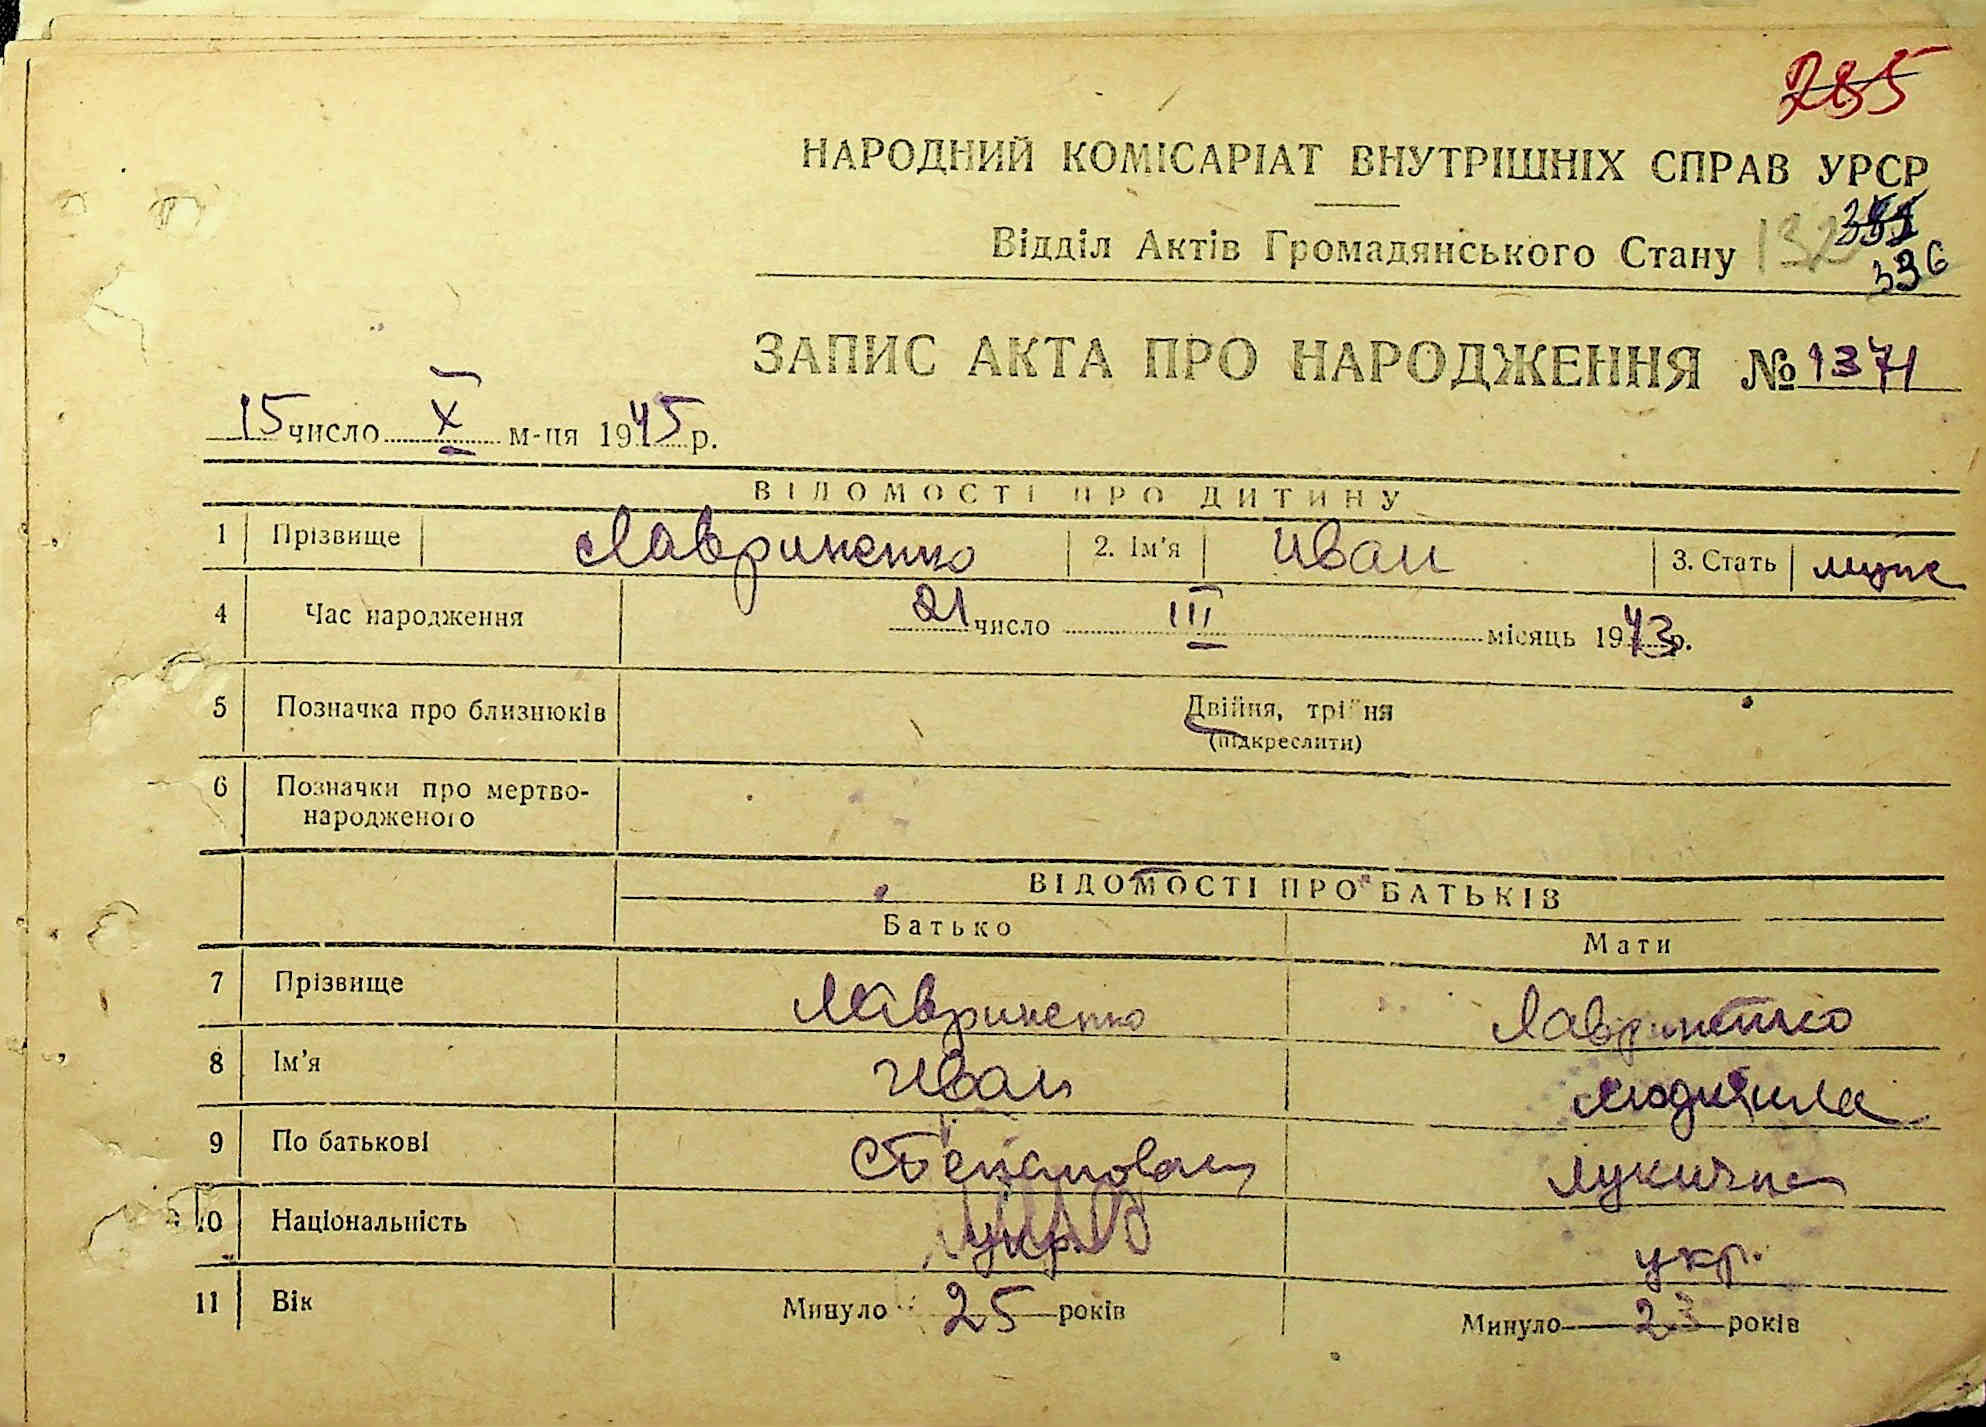 285
НАРОДНИЙ КОМІСАРІАТ ВНУТРІШНІХ СПРАВ УРСР
Відділ Актів Громадянського Стану 132
336
ЗАПИС АКТА ПРО НАРОДЖЕННЯ № 1371
15 число X м-ця 1945 р.
ВІДОМОСТІ ПРО ДИТИНУ
1 Прізвище Лавриненко 2. Ім'я Иван 3. Стать муж
4 Час народження 21 число III місяць 1943 р.
5 Позначка про близнюків Двійня, трійня
(підкреслити)
6 Позначки про мертво-
народженого
ВІДОМОСТІ ПРО БАТЬКІВ
Батько Мати
7 Прізвище Лавриненко Лавриненко
8 Ім'я Иван Людмила
9 По батькові Степанович Лукична
10 Національність укр. укр.
11 Вік Минуло 25 років Минуло 23 років